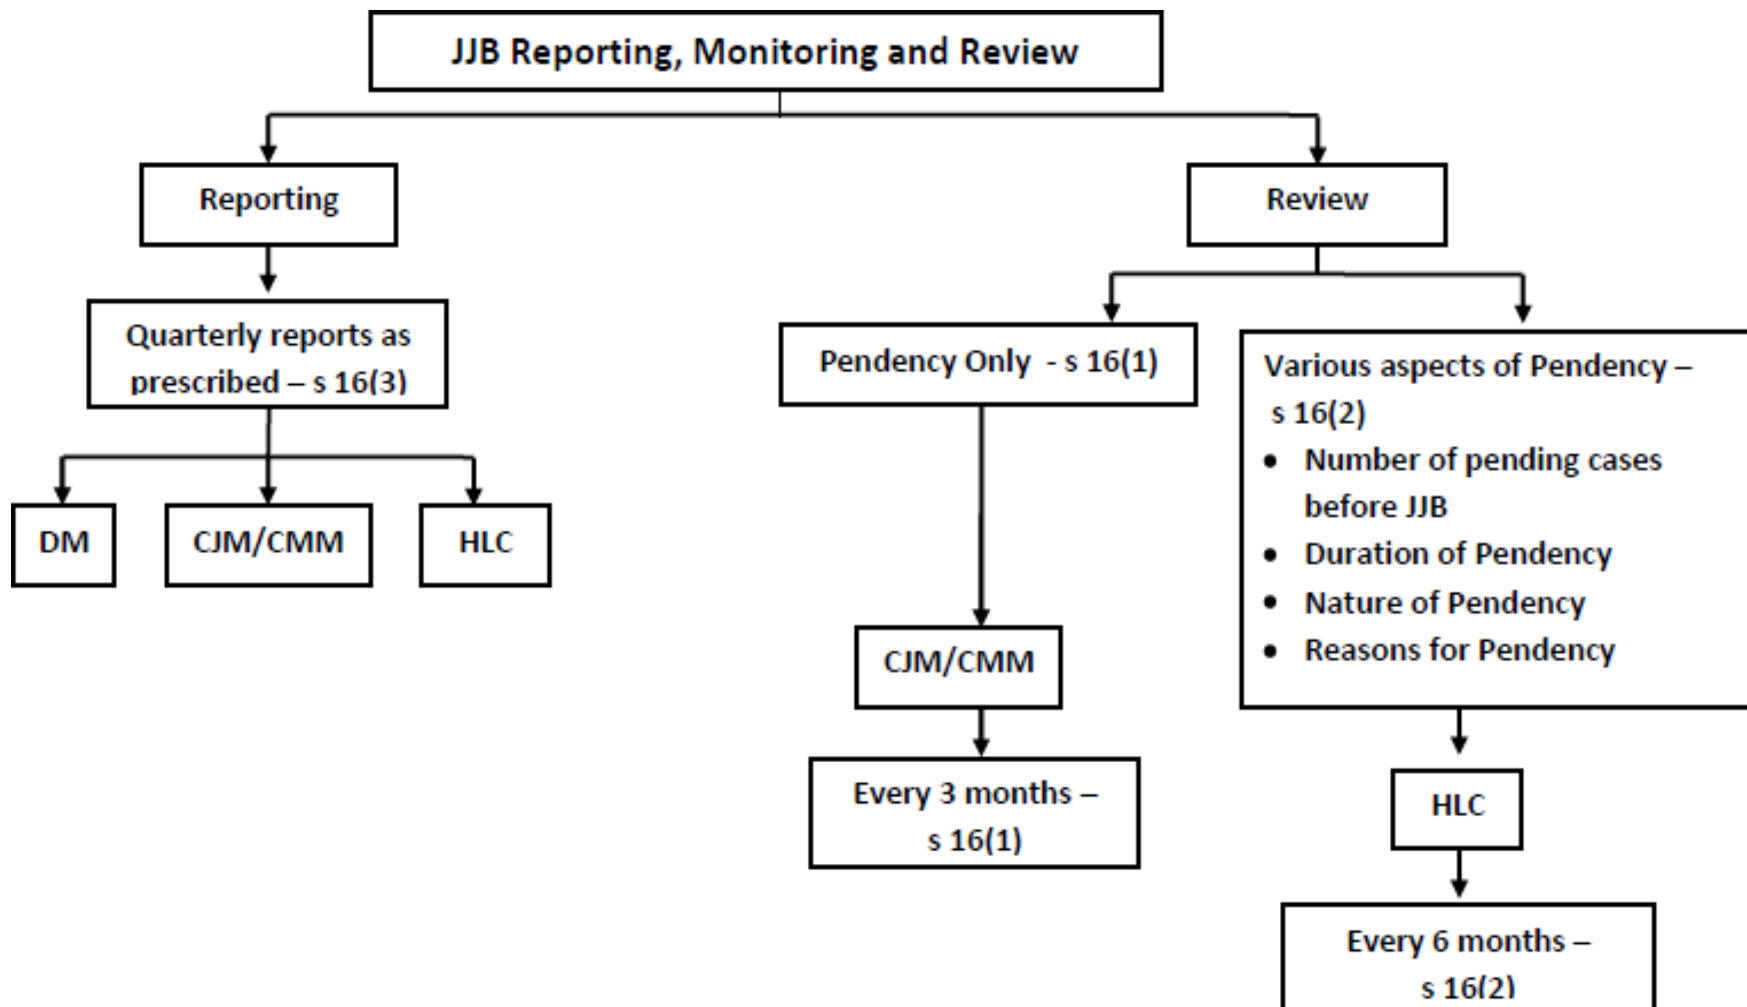 JJB Reporting, Monitoring and Review
Reporting
Review
Quarterly reports as
prescribed – s 16(3)
DM
CJM/CMM
HLC
Pendency Only - s 16(1)
CJM/CMM
Every 3 months –
s 16(1)
Various aspects of Pendency –
s 16(2)
• Number of pending cases
before JJB
• Duration of Pendency
• Nature of Pendency
• Reasons for Pendency
HLC
Every 6 months –
s 16(2)